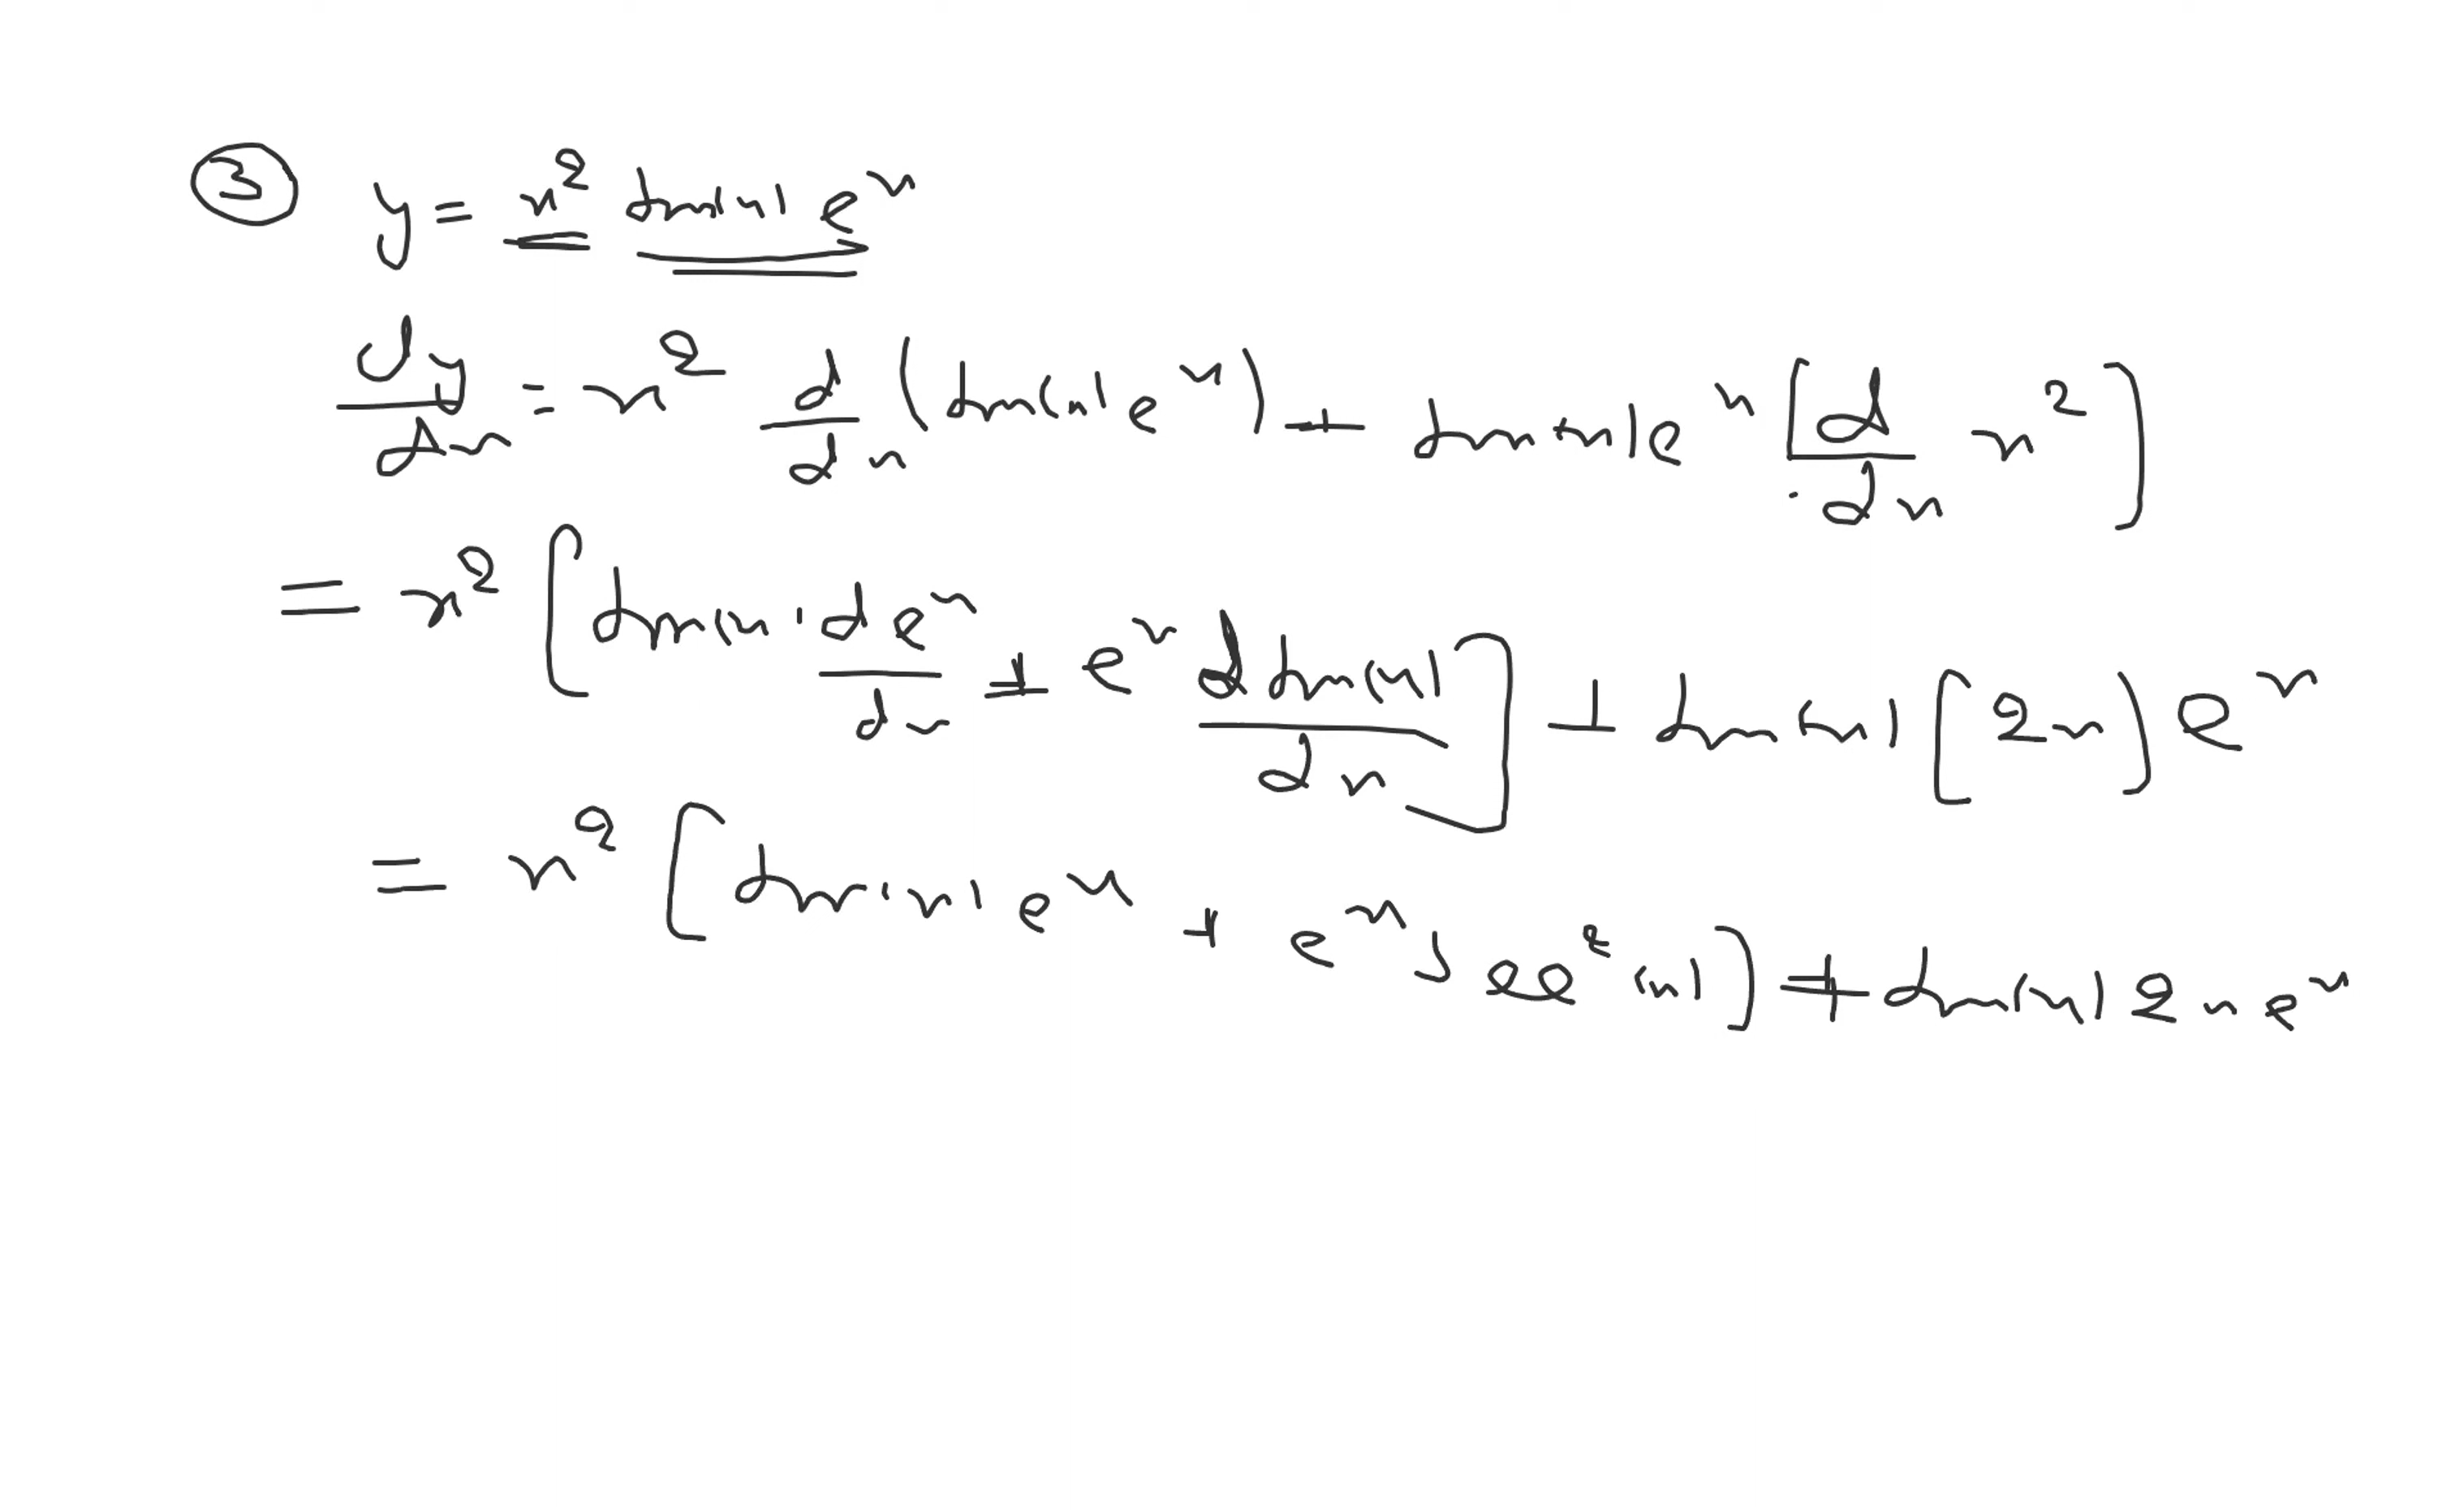 ③ y = x² tan(x) eˣ
dy/dx = x² d/dx (tan(x) eˣ) + tan(x) eˣ [d/dx x²]
= x² [tan(x) · d eˣ/dx + eˣ d tan(x)/dx] + tan(x) [2x] eˣ
= x² [tan(x) eˣ + eˣ sec²(x)] + tan(x) 2x eˣ